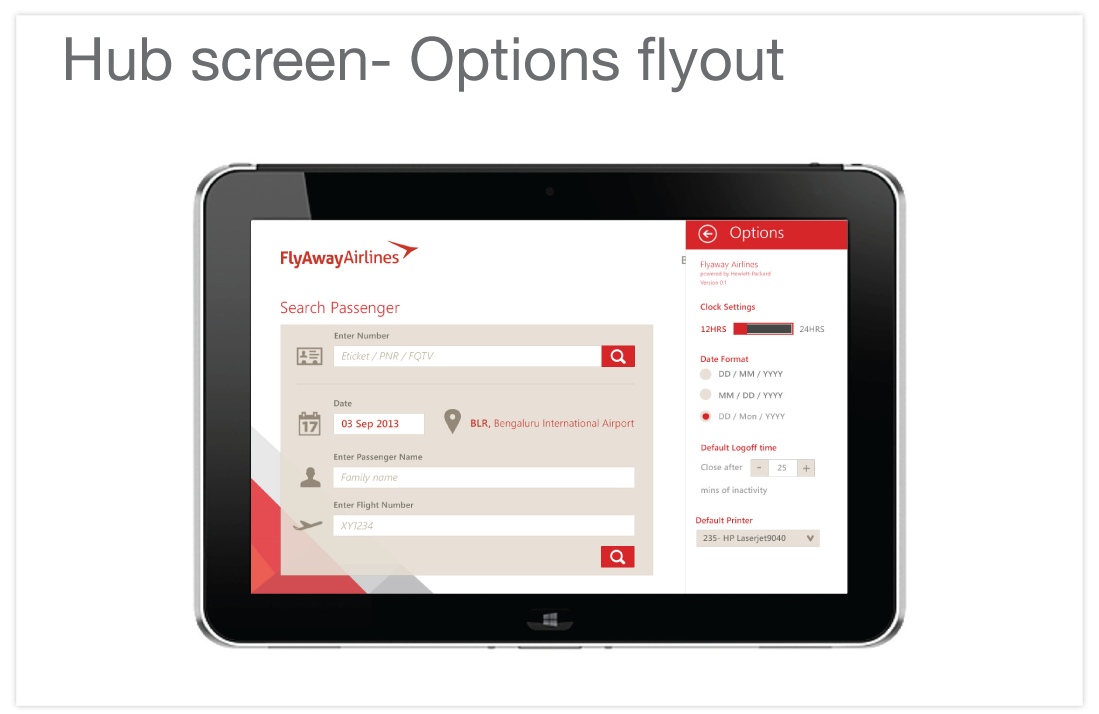 Hub screen- Options flyout
FlyAwayAirlines
Search Passenger
Enter Number
Eticket / PNR / FQTV
17
Date
03 Sep 2013
BLR, Bengaluru International Airport
Enter Passenger Name
Family name
Enter Flight Number
XY1234
Options
Flyaway Airlines
powered by Hewlett-Packard
Version 0.1
Clock Settings
12HRS 24HRS
Date Format
DD / MM / YYYY
MM / DD / YYYY
DD / Mon / YYYY
Default Logoff time
Close after - 25 +
mins of inactivity
Default Printer
235- HP Laserjet9040